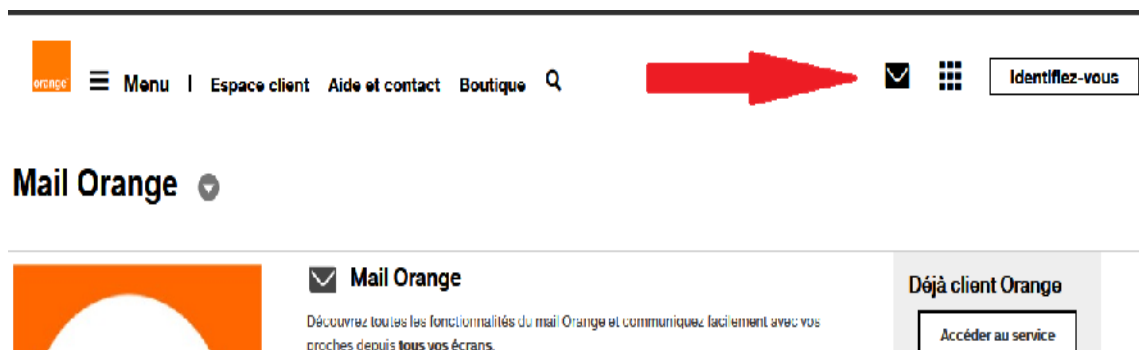 orange
Menu | Espace client Aide et contact Boutique
Identifiez-vous
Mail Orange
Mail Orange
Découvrez toutes les fonctionnalités du mail Orange et communiquez facilement avec vos
proches depuis tous vos écrans.
Déjà client Orange
Accéder au service